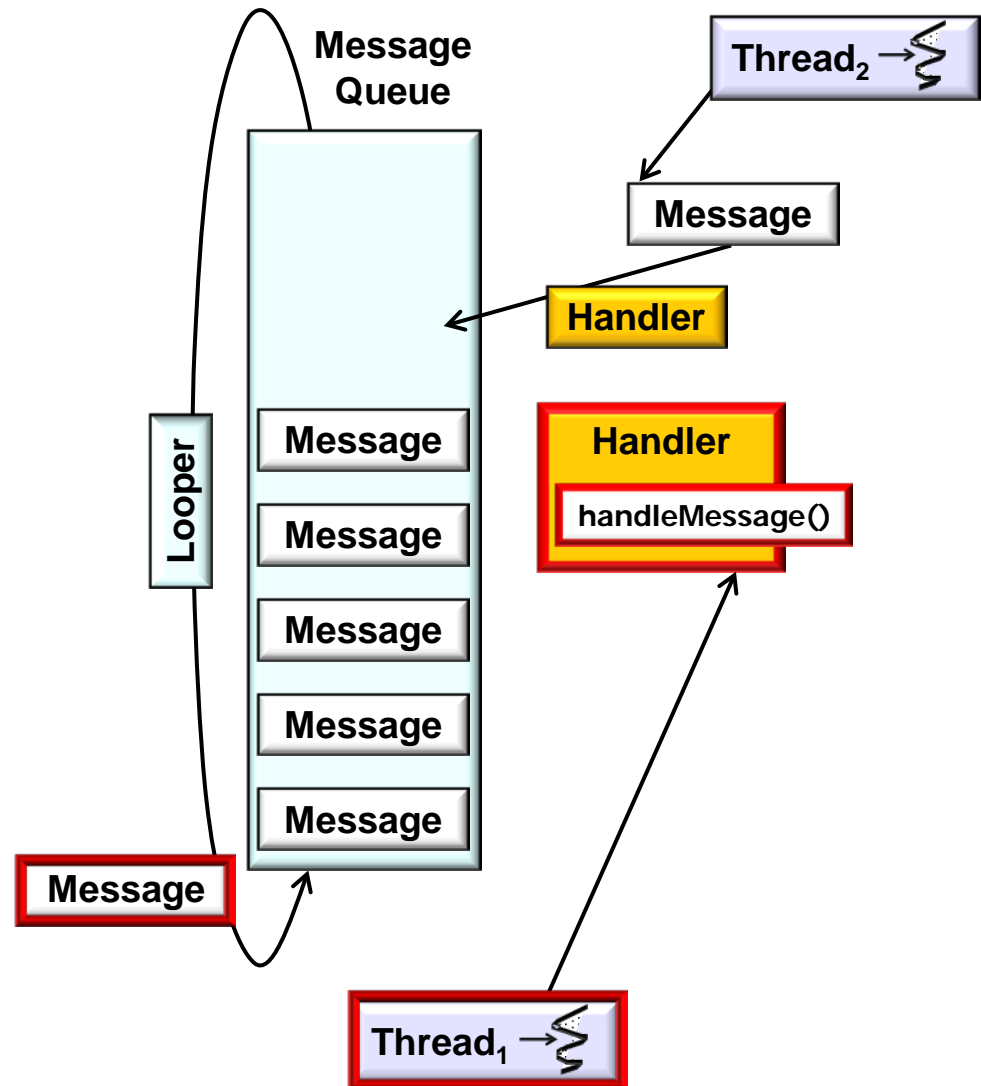 Message
Queue
Thread₂
Message
Handler
Message
Handler
handleMessage()
Looper
Message
Message
Message
Message
Message
Thread₁